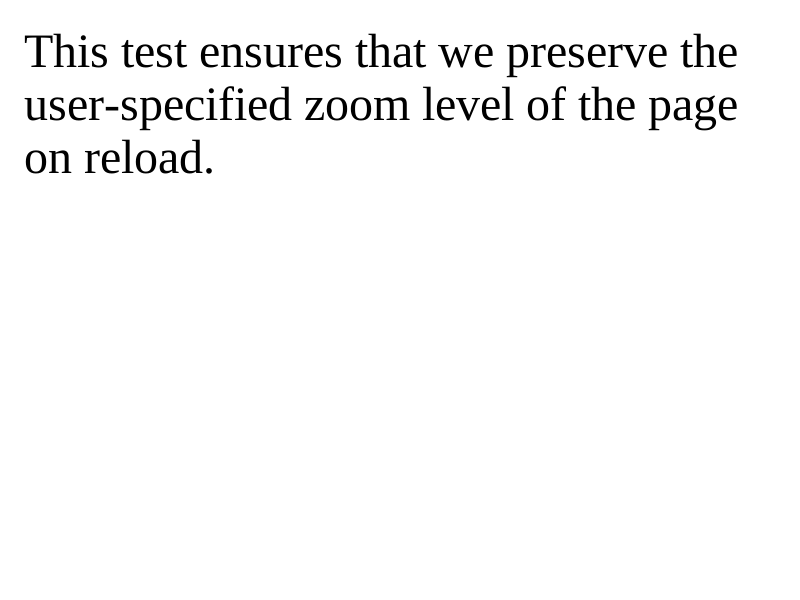 This test ensures that we preserve the
user-specified zoom level of the page
on reload.